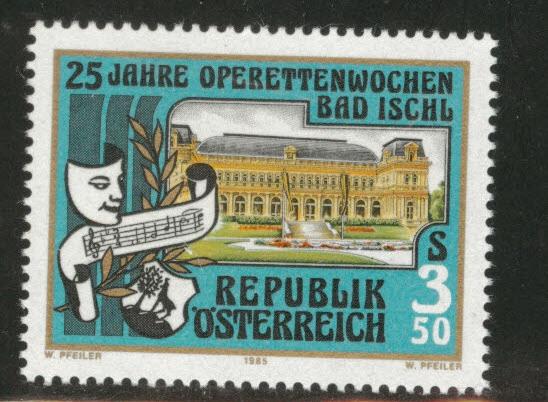 25 JAHRE OPERETTENWOCHEN
BAD ISCHL
S
3
50
REPUBLIK
ÖSTERREICH
W. PFEILER
1985
W. PFEILER